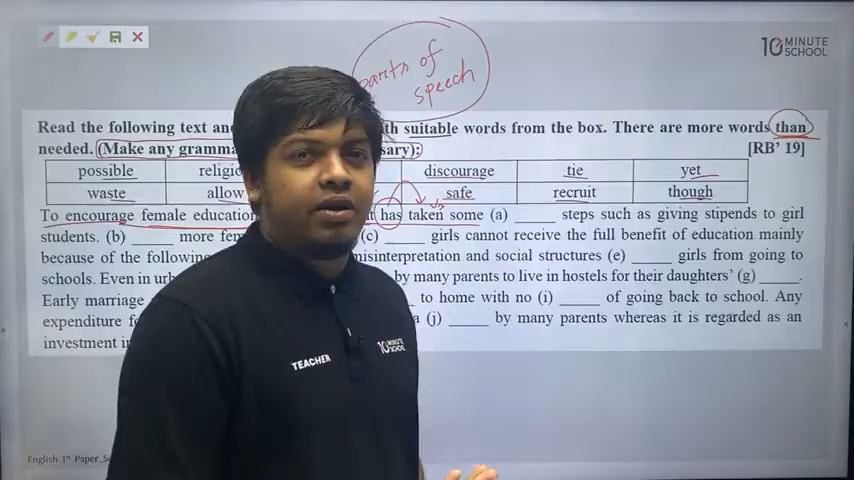 parts of
speech
10 MINUTE
SCHOOL
Read the following text and th suitable words from the box. There are more words than
needed. (Make any gramma sary): [RB' 19]
possible religio discourage tie yet
waste allow safe recruit though
To encourage female education it has taken some (a) _____ steps such as giving stipends to girl
students. (b) _____ more fem (c) _____ girls cannot receive the full benefit of education mainly
because of the following misinterpretation and social structures (e) _____ girls from going to
schools. Even in urb by many parents to live in hostels for their daughters' (g) _____.
Early marriage _ to home with no (i) _____ of going back to school. Any
expenditure fo a (j) _____ by many parents whereas it is regarded as an
investment in
TEACHER
10 MINUTE
SCHOOL
English 1st Paper_Se